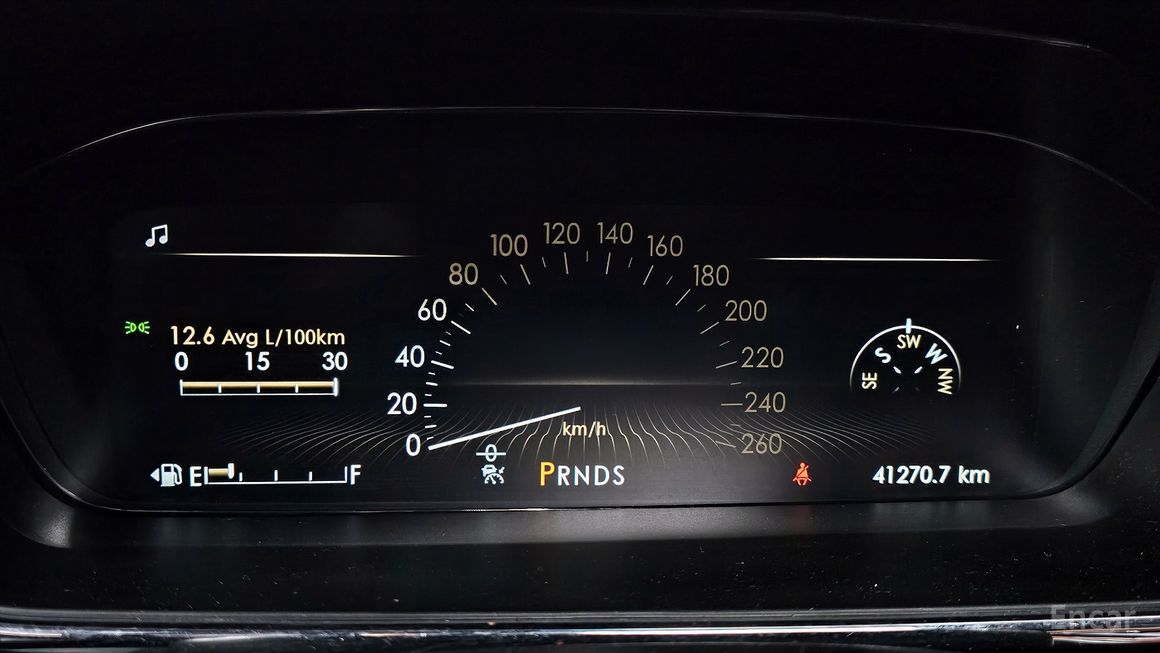 100 120 140 160
80 180
60 200
12.6 Avg L/100km
0 15 30
40 220
20 240
0 km/h 260
SE S SW W NW
E F
PRNDS
41270.7 km
Encar